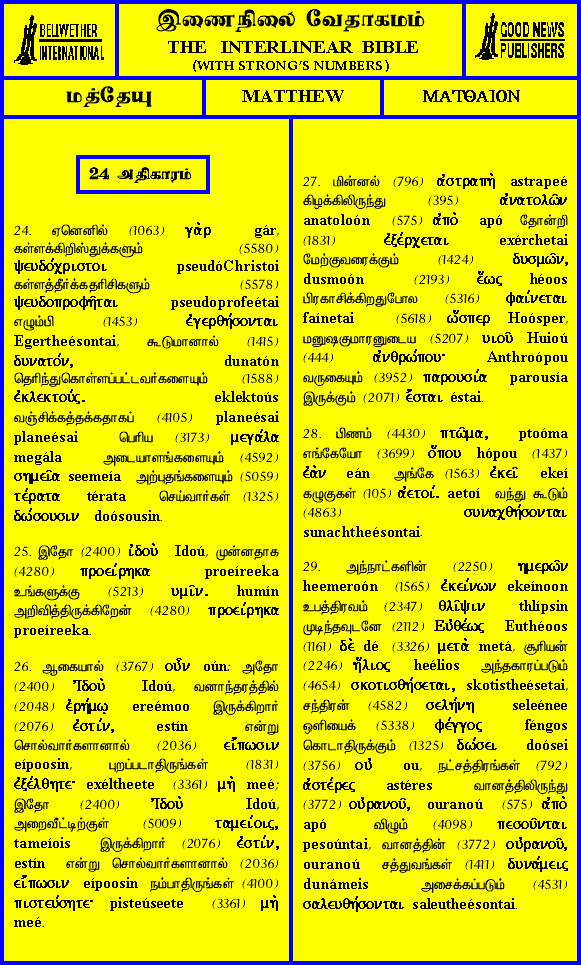 BELLWETHER
INTERNATIONAL
இணைநிலை வேதாகமம்
THE INTERLINEAR BIBLE
(WITH STRONG'S NUMBERS)
GOOD NEWS
PUBLISHERS
மத்தேயு
MATTHEW
ΜΑΤΘΑΙΟΝ
24 அதிகாரம்
24. ஏனெனில் (1063) γὰρ gár,
கள்ளக்கிறிஸ்துக்களும் (5580)
ψευδόχριστοι pseudóChristoi
கள்ளத்தீர்க்கதரிசிகளும் (5578)
ψευδοπροφῆται pseudoprofeétai
எழும்பி (1453) ἐγερθήσονται
Egertheésontai, கூடுமானால் (1415)
δυνατόν, dunatón
தெரிந்துகொள்ளப்பட்டவர்களையும் (1588)
ἐκλεκτούς. eklektoús
வஞ்சிக்கத்தக்கதாகப் (4105) planeésai
planeésai பெரிய (3173) μεγάλα
megála அடையாளங்களையும் (4592)
σημεῖα seemeía அற்புதங்களையும் (5059)
τέρατα térata செய்வார்கள் (1325)
δώσουσιν doósousin.
25. இதோ (2400) ἰδοὺ Idoú, முன்னதாக
(4280) προείρηκα proeíreeka
உங்களுக்கு (5213) υμῖν. humín
அறிவித்திருக்கிறேன் (4280) προείρηκα
proeíreeka.
26. ஆகையால் (3767) οὖν oún: அதோ
(2400) Ἰδοὺ Idoú, வனாந்தரத்தில்
(2048) ἐρήμῳ ereémoo இருக்கிறார்
(2076) ἐστίν, estín என்று
சொல்வார்களானால் (2036) εἴπωσιν
eípoosin, புறப்படாதிருங்கள் (1831)
ἐξέλθητε· exéltheete (3361) μὴ meé;
இதோ (2400) Ἰδοὺ Idoú,
அறைவீட்டிற்குள் (5009) ταμείοις,
tameíois இருக்கிறார் (2076) ἐστίν,
estín என்று சொல்வார்களானால் (2036)
εἴπωσιν eípoosin நம்பாதிருங்கள் (4100)
πιστεύσητε· pisteúseete (3361) μὴ
meé.
27. மின்னல் (796) ἀστραπὴ astrapeé
கிழக்கிலிருந்து (395) ἀνατολῶν
anatoloón (575) ἀπὸ apó தோன்றி
(1831) ἐξέρχεται exérchetai
மேற்குவரைக்கும் (1424) δυσμῶν,
dusmoón (2193) ἕως héoos
பிரகாசிக்கிறதுபோல (5316) φαίνεται
faínetai (5618) ὥσπερ Hoósper,
மனுஷகுமாரனுடைய (5207) υιοῦ Huioú
(444) ἀνθρώπου· Anthroópou
வருகையும் (3952) παρουσία parousía
இருக்கும் (2071) ἔσται éstai.
28. பிணம் (4430) πτῶμα, ptoóma
எங்கேயோ (3699) ὅπου hópou (1437)
ἐὰν eán அங்கே (1563) ἐκεῖ ekeí
கழுகுகள் (105) ἀετοί. aetoí வந்து கூடும்
(4863) συναχθήσονται
sunachtheésontai.
29. அந்நாட்களின் (2250) ημερῶν
heemeroón (1565) ἐκείνων ekeínoon
உபத்திரவம் (2347) θλῖψιν thlípsin
முடிந்தவுடனே (2112) Εὐθέως Euthéoos
(1161) δὲ dé (3326) μετὰ metá, சூரியன்
(2246) ἥλιος heélios அந்தகாரப்படும்
(4654) σκοτισθήσεται, skotistheésetai,
சந்திரன் (4582) σελήνη seleénee
ஒளியைக் (5338) φέγγος féngos
கொடாதிருக்கும் (1325) δώσει doósei
(3756) οὐ ou, நட்சத்திரங்கள் (792)
ἀστέρες astéres வானத்திலிருந்து
(3772) οὐρανοῦ, ouranoú (575) ἀπὸ
apó விழும் (4098) πεσοῦνται
pesoúntai, வானத்தின் (3772) οὐρανοῦ,
ouranoú சத்துவங்கள் (1411) δυνάμεις
dunámeis அசைக்கப்படும் (4531)
σαλευθήσονται saleutheésontai.